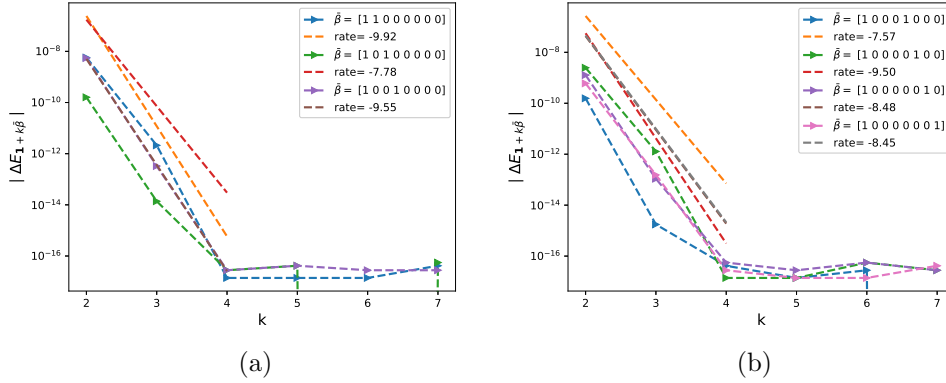 β̄ = [1 1 0 0 0 0 0 0]
rate= -9.92
β̄ = [1 0 1 0 0 0 0 0]
rate= -7.78
β̄ = [1 0 0 1 0 0 0 0]
rate= -9.55
10⁻⁸
10⁻¹⁰
10⁻¹²
10⁻¹⁴
10⁻¹⁶
| ΔE₁ ₊ ₖβ̄ |
2 3 4 5 6 7
k
(a)
β̄ = [1 0 0 0 1 0 0 0]
rate= -7.57
β̄ = [1 0 0 0 0 1 0 0]
rate= -9.50
β̄ = [1 0 0 0 0 0 1 0]
rate= -8.48
β̄ = [1 0 0 0 0 0 0 1]
rate= -8.45
10⁻⁸
10⁻¹⁰
10⁻¹²
10⁻¹⁴
10⁻¹⁶
| ΔE₁ ₊ ₖβ̄ |
2 3 4 5 6 7
k
(b)